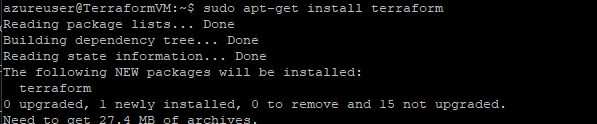 azureuser@TerraformVM:~$ sudo apt-get install terraform
Reading package lists... Done
Building dependency tree... Done
Reading state information... Done
The following NEW packages will be installed:
  terraform
0 upgraded, 1 newly installed, 0 to remove and 15 not upgraded.
Need to get 27.4 MB of archives.